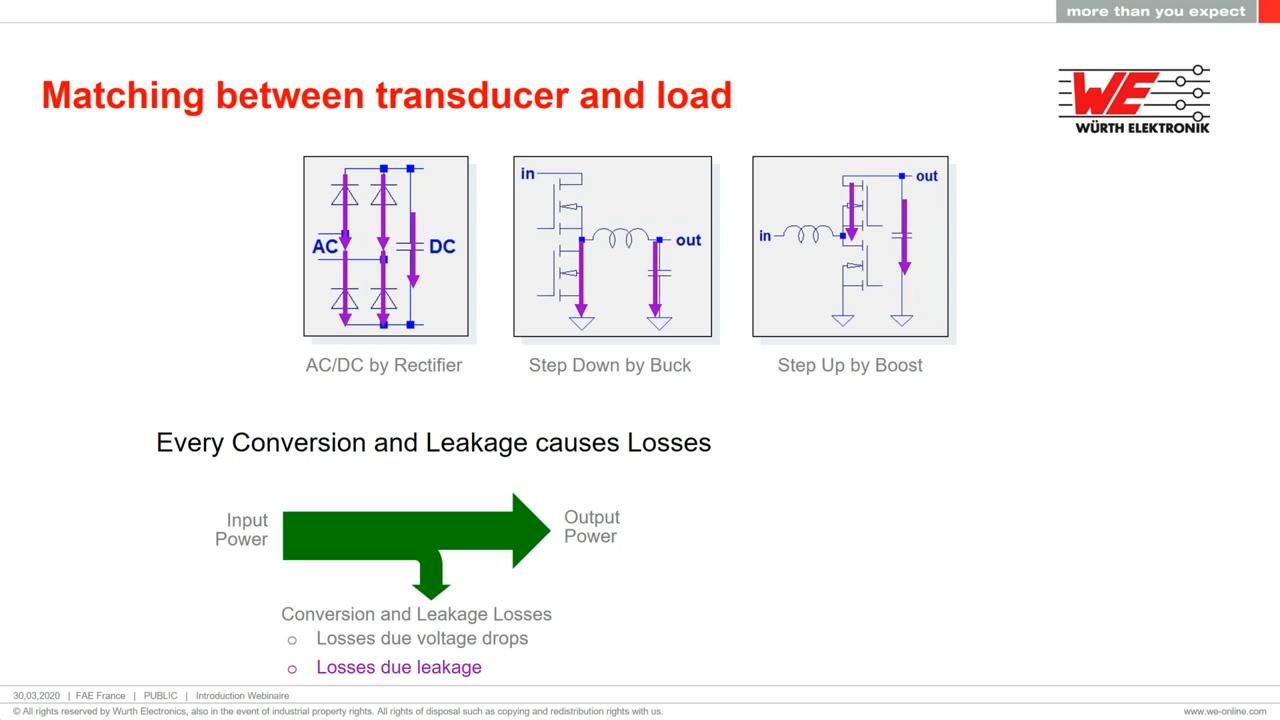 more than you expect
Matching between transducer and load
WE
WÜRTH ELEKTRONIK
AC
DC
in
out
in
out
AC/DC by Rectifier
Step Down by Buck
Step Up by Boost
Every Conversion and Leakage causes Losses
Input
Power
Output
Power
Conversion and Leakage Losses
o Losses due voltage drops
o Losses due leakage
30,03,2020 | FAE France | PUBLIC | Introduction Webinaire
© All rights reserved by Wurth Electronics, also in the event of industrial property rights. All rights of disposal such as copying and redistribution rights with us.
www.we-online.com